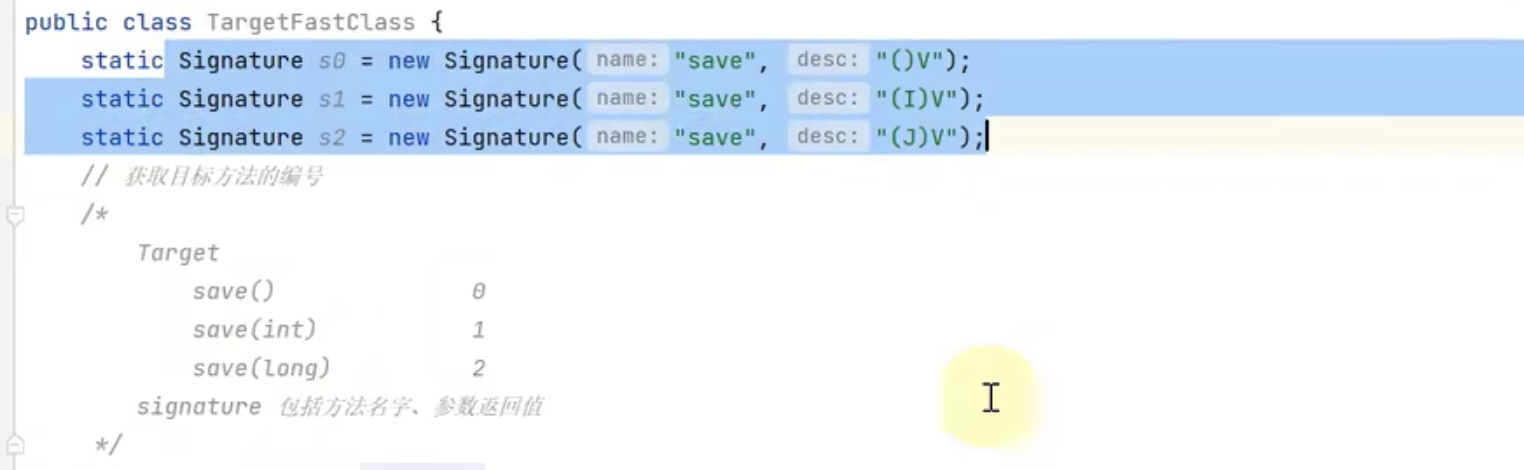 public class TargetFastClass {
static Signature s0 = new Signature( name: "save", desc: "()V");
static Signature s1 = new Signature( name: "save", desc: "(I)V");
static Signature s2 = new Signature( name: "save", desc: "(J)V");
// 获取目标方法的编号
/*
Target
save() 0
save(int) 1
save(long) 2
signature 包括方法名字、参数返回值
*/